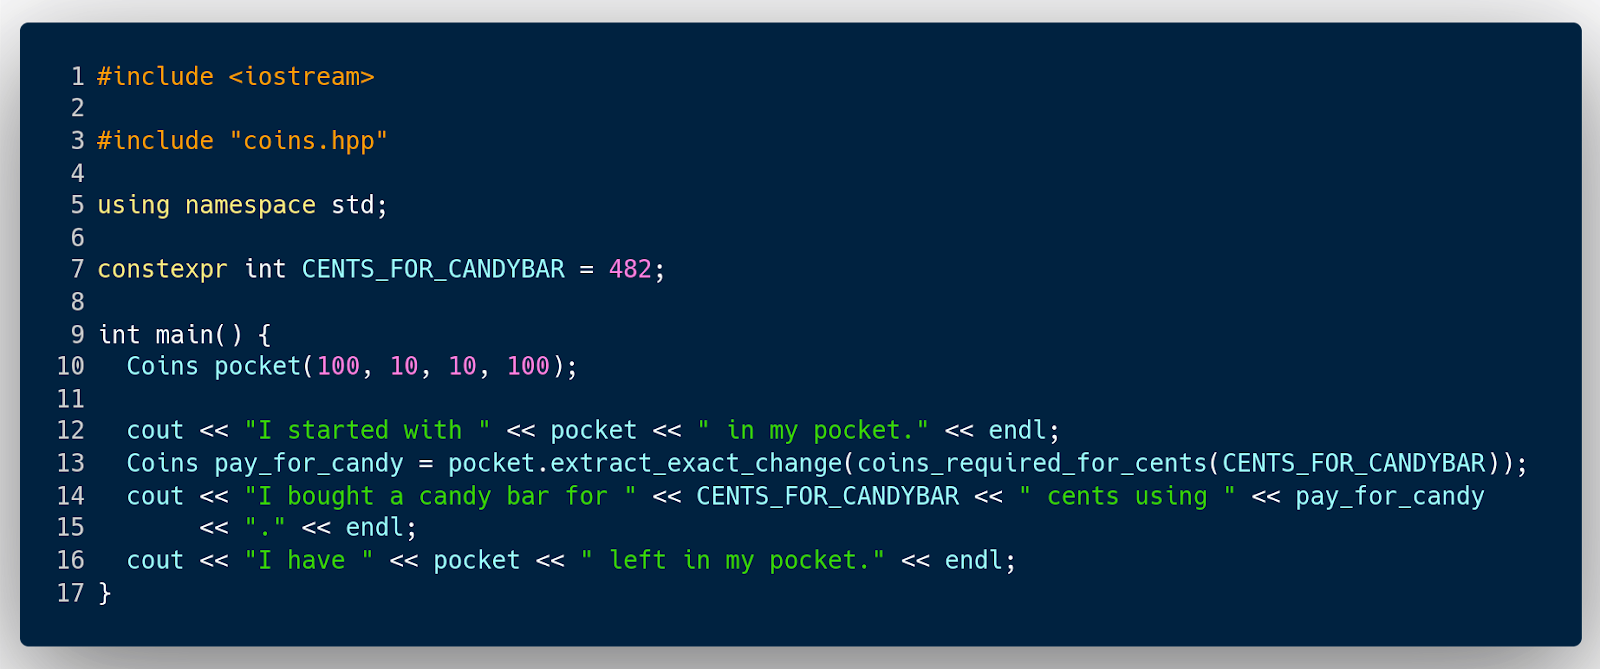 1 #include <iostream>
2
3 #include "coins.hpp"
4
5 using namespace std;
6
7 constexpr int CENTS_FOR_CANDYBAR = 482;
8
9 int main() {
10   Coins pocket(100, 10, 10, 100);
11
12   cout << "I started with " << pocket << " in my pocket." << endl;
13   Coins pay_for_candy = pocket.extract_exact_change(coins_required_for_cents(CENTS_FOR_CANDYBAR));
14   cout << "I bought a candy bar for " << CENTS_FOR_CANDYBAR << " cents using " << pay_for_candy
15        << "." << endl;
16   cout << "I have " << pocket << " left in my pocket." << endl;
17 }